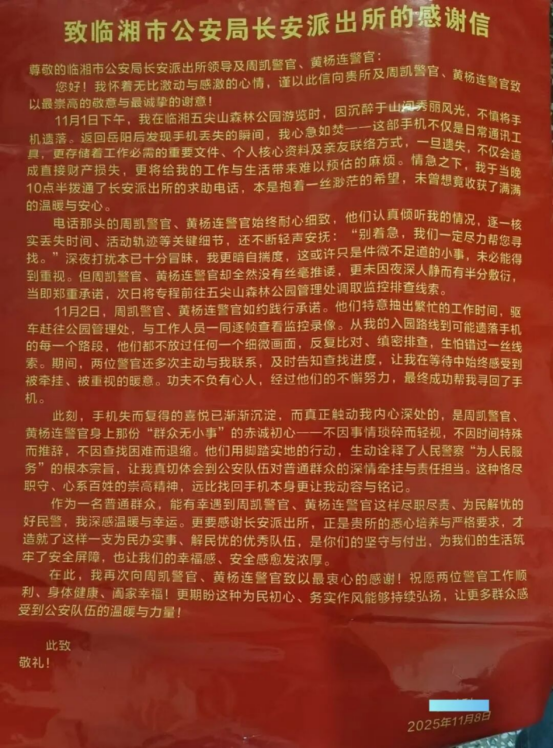 致临湘市公安局长安派出所的感谢信
尊敬的临湘市公安局长安派出所领导及周凯警官、黄杨连警官：
您好！我怀着无比激动与感激的心情，谨以此信向贵所及周凯警官、黄杨连警官致
以最崇高的敬意与最诚挚的谢意！
11月1日下午，我在临湘五尖山森林公园游览时，因沉醉于山间秀丽风光，不慎将手
机遗落。返回岳阳后发现手机丢失的瞬间，我心急如焚——这部手机不仅是日常通讯工
具，更存储着工作必需的重要文件、个人核心资料及亲友联络方式，一旦遗失，不仅会造
成直接财产损失，更将给我的工作与生活带来难以预估的麻烦。情急之下，我于当晚
10点半拨通了长安派出所的求助电话，本是抱着一丝渺茫的希望，未曾想竟收获了满满
的温暖与安心。
电话那头的周凯警官、黄杨连警官始终耐心细致，他们认真倾听我的情况，逐一核
实丢失时间、活动轨迹等关键细节，还不断轻声安抚：“别着急，我们一定尽力帮您寻
找。”深夜打扰本已十分冒昧，我更暗自揣度，这或许只是件微不足道的小事，未必能得
到重视。但周凯警官、黄杨连警官却全然没有丝毫推诿，更未因夜深人静而有半分敷衍，
当即郑重承诺，次日将专程前往五尖山森林公园管理处调取监控排查线索。
11月2日，周凯警官、黄杨连警官如约践行承诺。他们特意抽出繁忙的工作时间，驱
车赶往公园管理处，与工作人员一同逐帧查看监控录像。从我的入园路线到可能遗落手机
的每一个路段，他们都不放过任何一个细微画面，反复比对、缜密排查，生怕错过一丝线
索。期间，两位警官还多次主动与我联系，及时告知查找进度，让我在等待中始终感受到
被牵挂、被重视的暖意。功夫不负有心人，经过他们的不懈努力，最终成功帮我寻回了手
机。
此刻，手机失而复得的喜悦已渐渐沉淀，而真正触动我内心深处的，是周凯警官、
黄杨连警官身上那份“群众无小事”的赤诚初心——不因事情琐碎而轻视，不因时间特殊
而推辞，不因查找困难而退缩。他们用脚踏实地的行动，生动诠释了人民警察“为人民服
务”的根本宗旨，让我真切体会到公安队伍对普通群众的深情牵挂与责任担当。这种恪尽
职守、心系百姓的崇高精神，远比找回手机本身更让我动容与铭记。
作为一名普通群众，能有幸遇到周凯警官、黄杨连警官这样尽职尽责、为民解忧的
好民警，我深感温暖与幸运。更要感谢长安派出所，正是贵所的悉心培养与严格要求，才
造就了这样一支为民办实事、解民忧的优秀队伍，是你们的坚守与付出，为我们的生活筑
牢了安全屏障，也让我们的幸福感、安全感愈发浓厚。
在此，我再次向周凯警官、黄杨连警官致以最衷心的感谢！祝愿两位警官工作顺
利、身体健康、阖家幸福！更期盼这种为民初心、务实作风能够持续弘扬，让更多群众感
受到公安队伍的温暖与力量！
此致
敬礼！
2025年11月8日